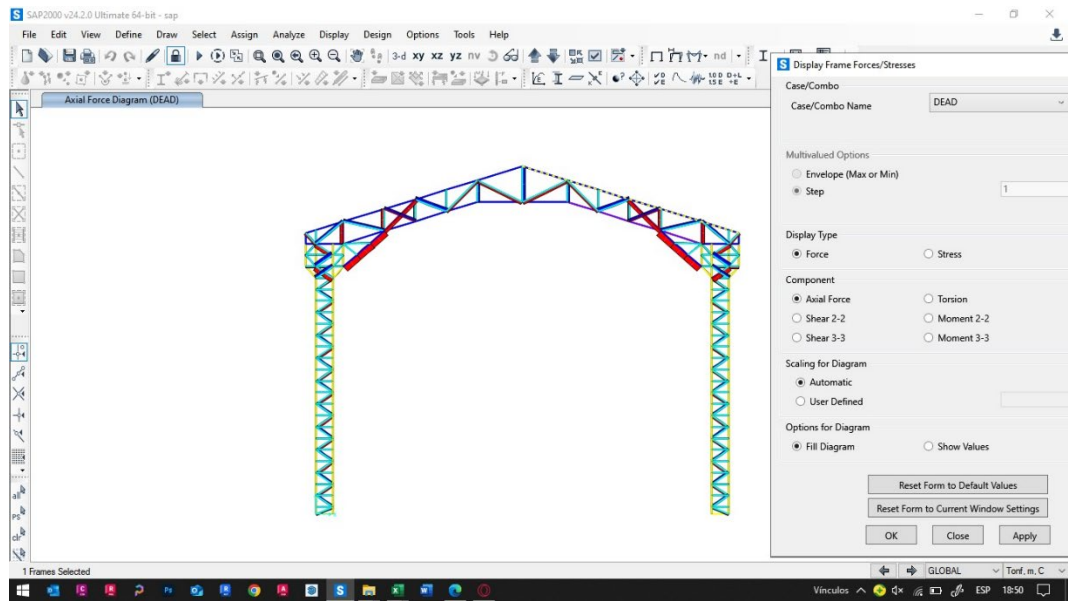 SAP2000 v24.2.0 Ultimate 64-bit - sap
File Edit View Define Draw Select Assign Analyze Display Design Options Tools Help
3-d xy xz yz nv
nd
Axial Force Diagram (DEAD)
Display Frame Forces/Stresses
Case/Combo
Case/Combo Name
DEAD
Multivalued Options
Envelope (Max or Min)
Step
1
Display Type
Force
Stress
Component
Axial Force
Torsion
Shear 2-2
Moment 2-2
Shear 3-3
Moment 3-3
Scaling for Diagram
Automatic
User Defined
Options for Diagram
Fill Diagram
Show Values
Reset Form to Default Values
Reset Form to Current Window Settings
OK Close Apply
all
PS
clr
1 Frames Selected
GLOBAL
Tonf, m, C
Vínculos
ESP
18:50